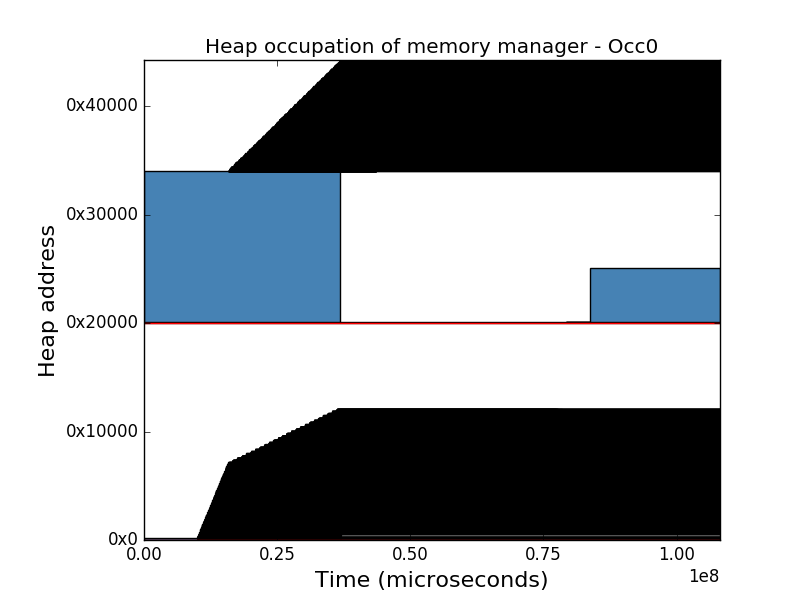 Heap occupation of memory manager - Occ0
0x40000
0x30000
0x20000
0x10000
0x0
Heap address
0.00 0.25 0.50 0.75 1.00
1e8
Time (microseconds)